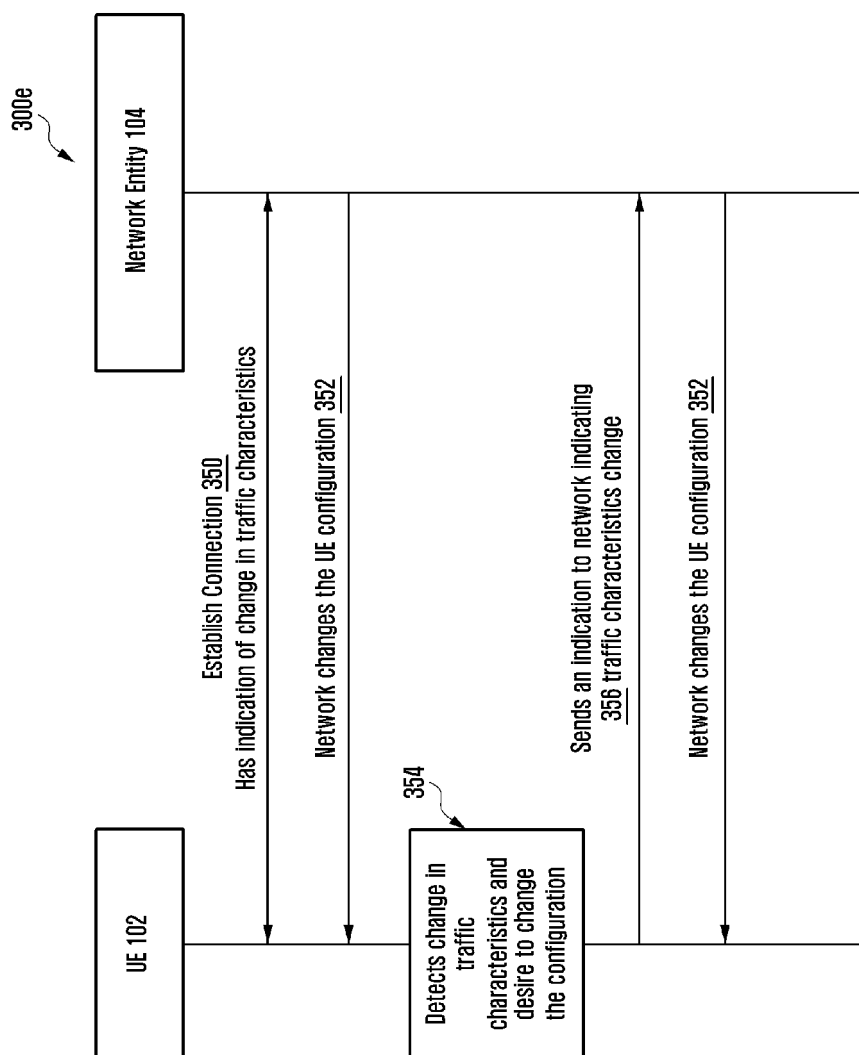 300e
UE 102
Network Entity 104
Establish Connection 350
Has indication of change in traffic characteristics
Network changes the UE configuration 352
354
Detects change in
traffic
characteristics and
desire to change
the configuration
Sends an indication to network indicating
356 traffic characteristics change
Network changes the UE configuration 352